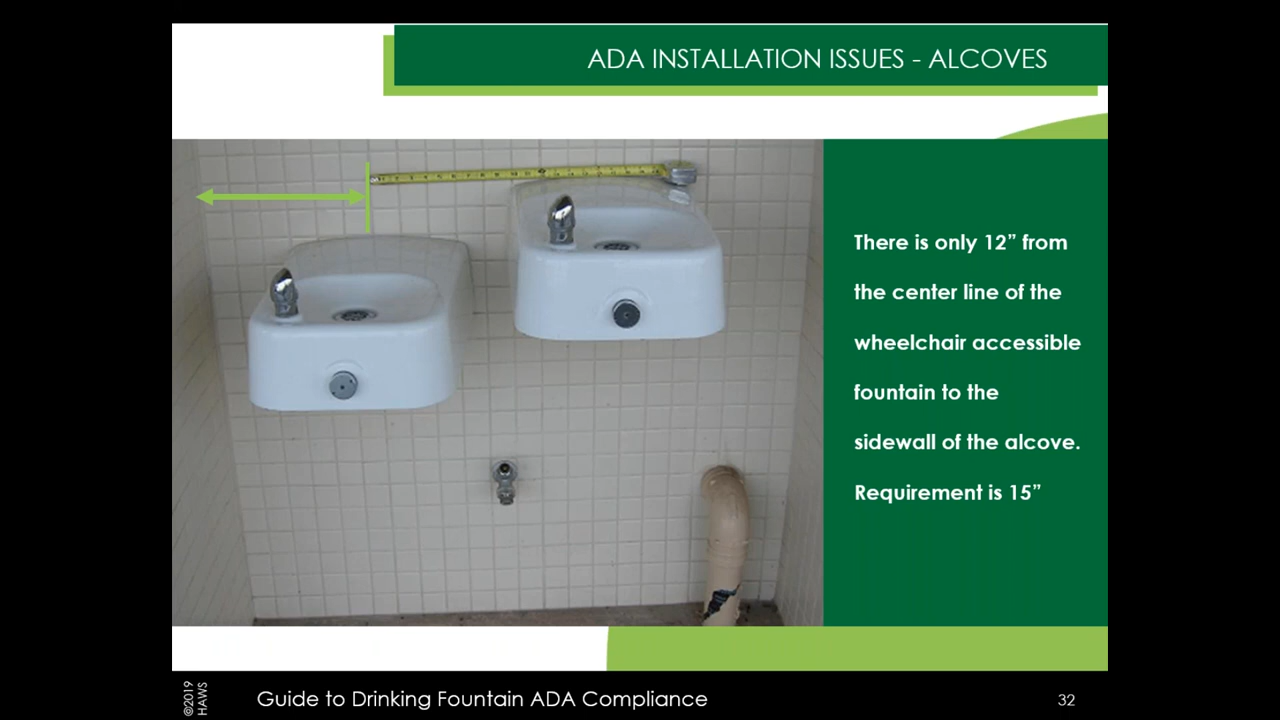 ADA INSTALLATION ISSUES - ALCOVES
There is only 12” from
the center line of the
wheelchair accessible
fountain to the
sidewall of the alcove.
Requirement is 15”
©2019
HAWS
Guide to Drinking Fountain ADA Compliance
32